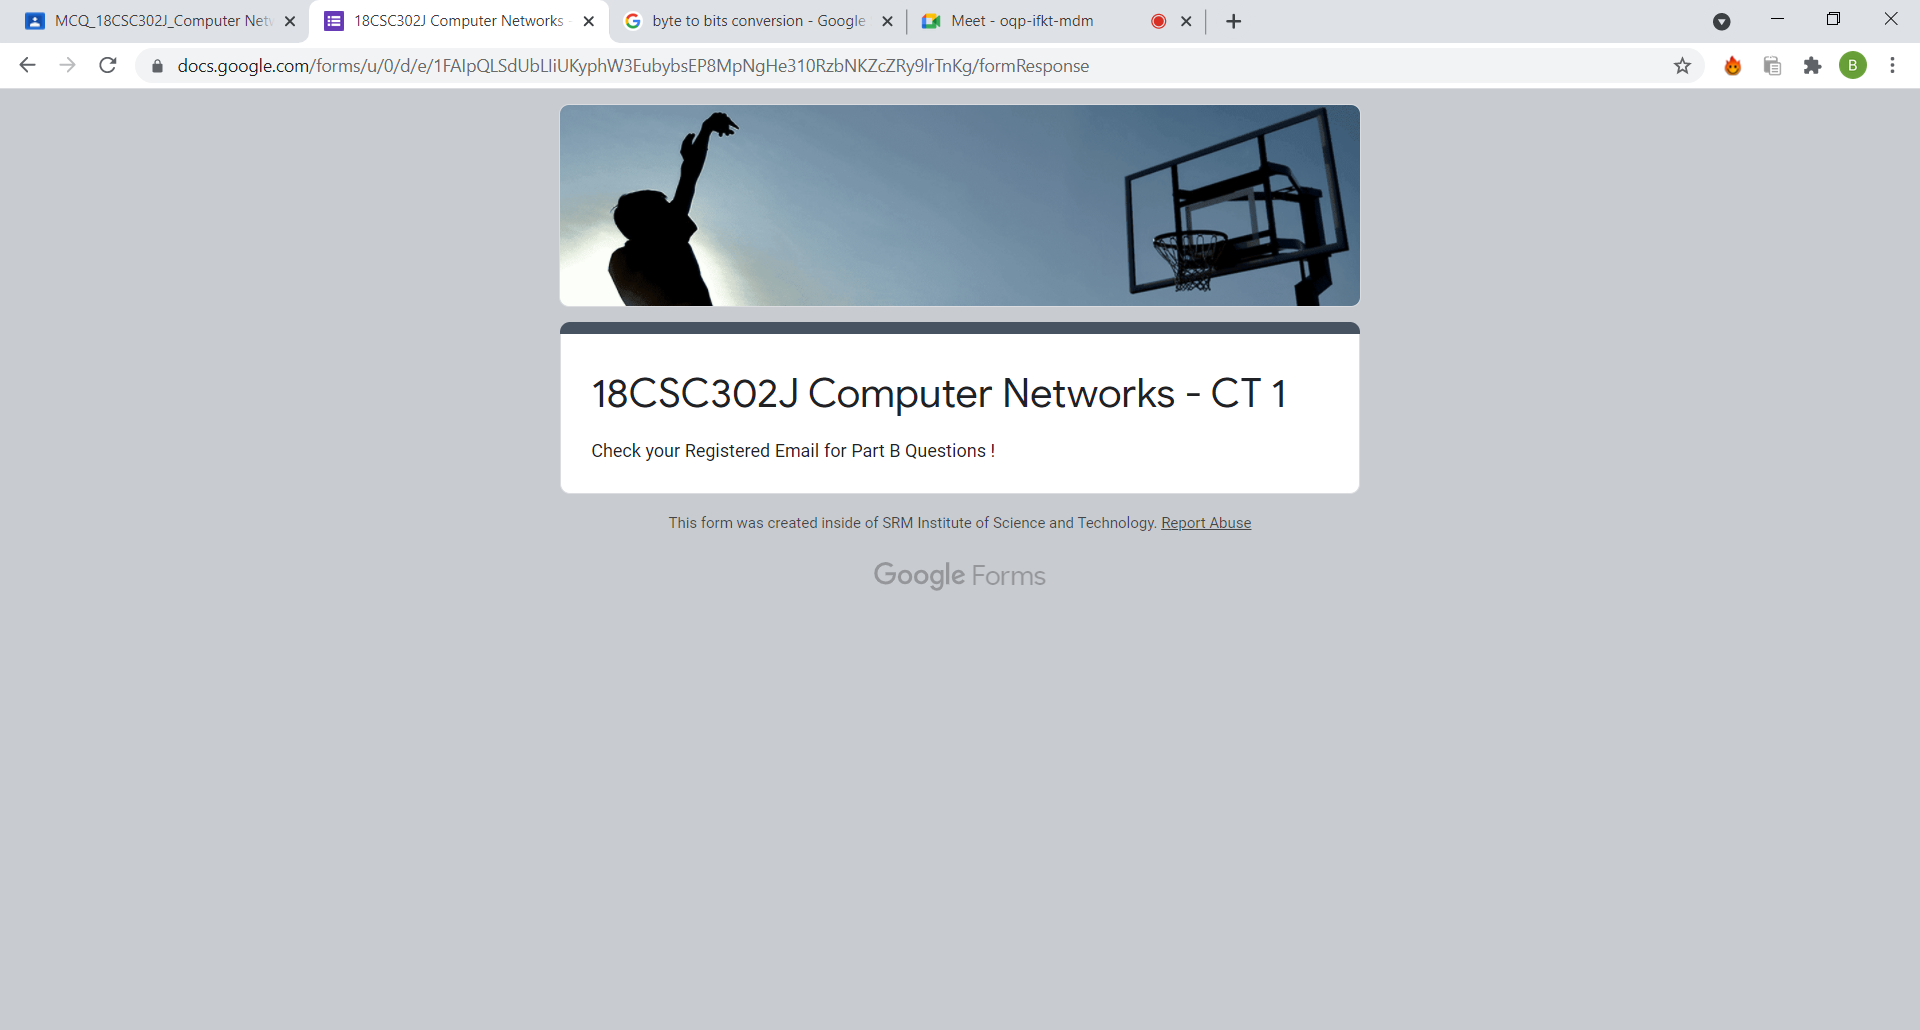 MCQ_18CSC302J_Computer Net
18CSC302J Computer Networks
byte to bits conversion - Google
Meet - oqp-ifkt-mdm
docs.google.com/forms/u/0/d/e/1FAIpQLSdUbLIiUKyphW3EubybsEP8MpNgHe310RzbNKZcZRy9lrTnKg/formResponse
B
18CSC302J Computer Networks - CT 1
Check your Registered Email for Part B Questions !
This form was created inside of SRM Institute of Science and Technology. Report Abuse
Google Forms